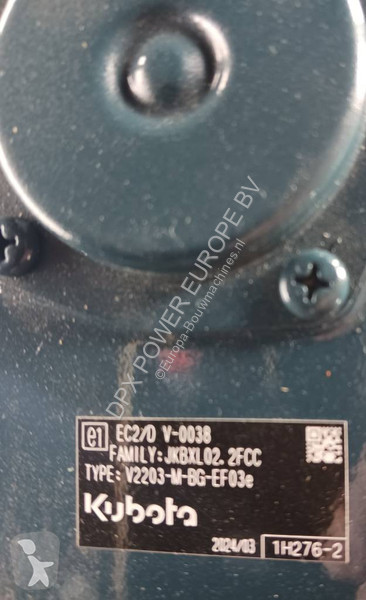 DPX POWER EUROPE BV
©Europa-Bouwmachines.nl
e1 EC2/D V-0038
FAMILY:JKBXL02.2FCC
TYPE: V2203-M-BG-EF03e
Kubota
2024/03 1H276-2